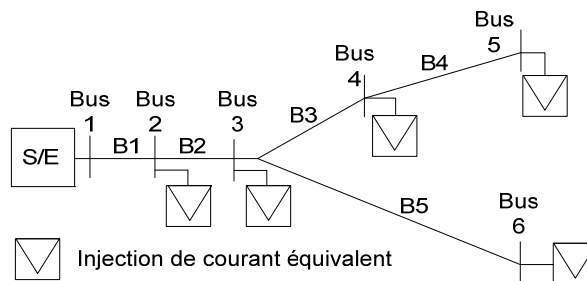 Bus
5
Bus
4
B4
B3
Bus
1
Bus
2
Bus
3
S/E
B1
B2
B5
Bus
6
Injection de courant équivalent